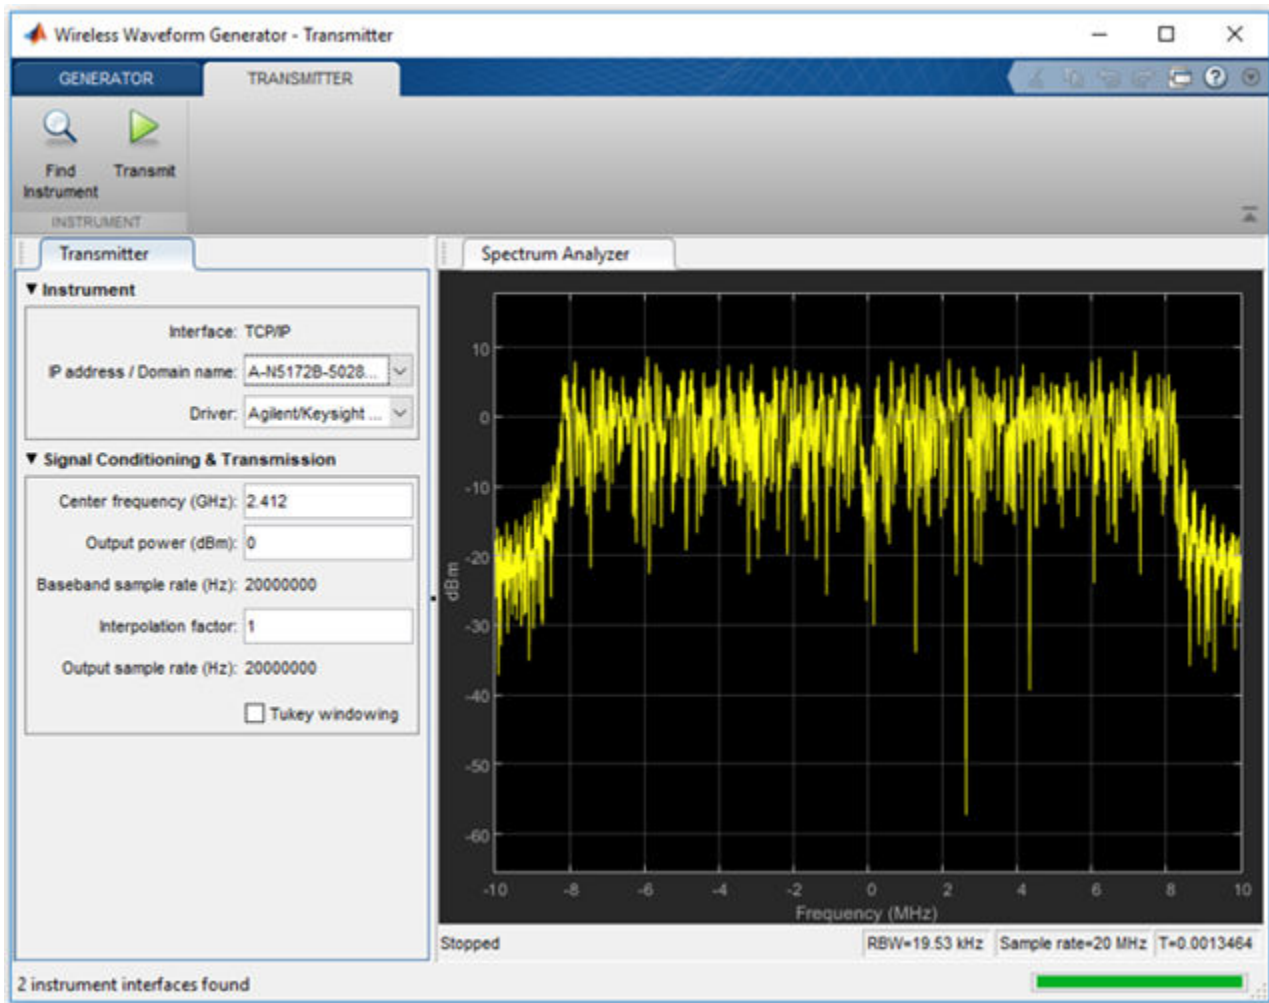 Wireless Waveform Generator - Transmitter
GENERATOR
TRANSMITTER
?
Find
Instrument
Transmit
INSTRUMENT
Transmitter
Instrument
Interface: TCP/IP
IP address / Domain name: A-N5172B-5028...
Driver: Agilent/Keysight ...
Signal Conditioning & Transmission
Center frequency (GHz): 2.412
Output power (dBm): 0
Baseband sample rate (Hz): 20000000
Interpolation factor: 1
Output sample rate (Hz): 20000000
Tukey windowing
Spectrum Analyzer
10
0
-10
-20
-30
-40
-50
-60
dBm
-10 -8 -6 -4 -2 0 2 4 6 8 10
Frequency (MHz)
Stopped
RBW=19.53 kHz Sample rate=20 MHz T=0.0013464
2 instrument interfaces found